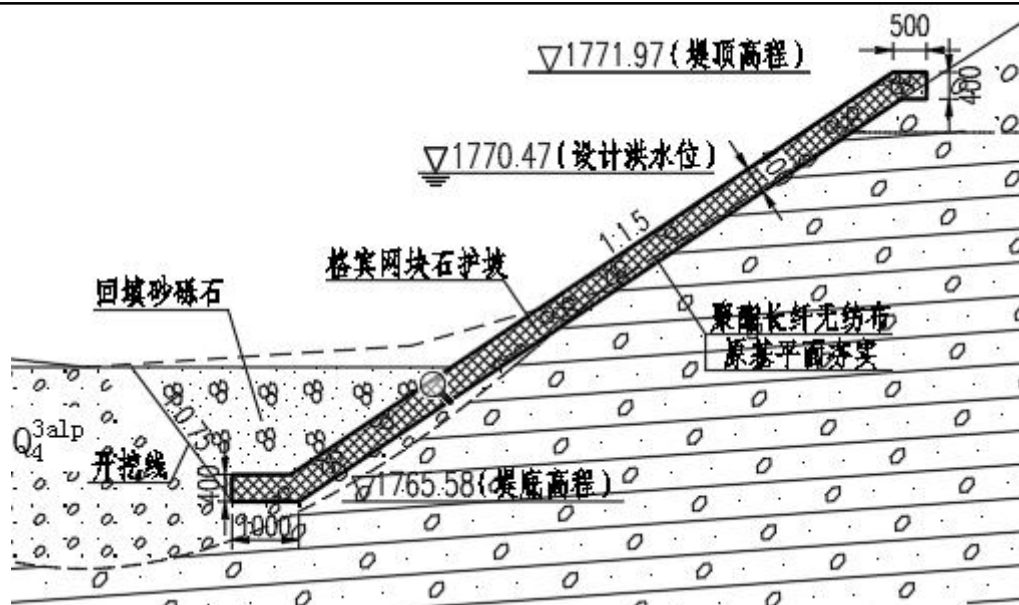 500
▽1771.97(堤顶高程)
400
▽1770.47(设计洪水位)
1:1.5
格宾网块石护坡
回填砂砾石
聚酯长纤无纺布
原基平面夯实
1:0.75
Q₄³ᵃˡᵖ
开挖线
400
▽1765.58(堤底高程)
1000